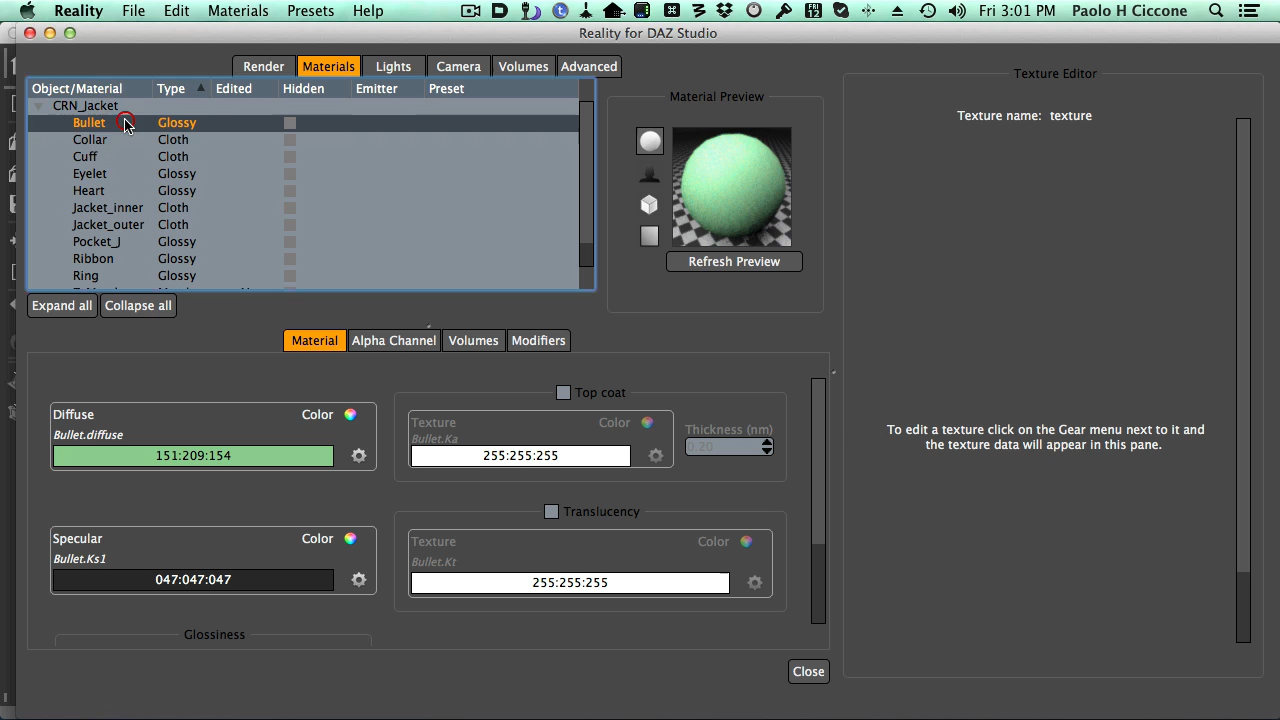 Reality File Edit Materials Presets Help Fri 3:01 PM Paolo H Ciccone
Reality for DAZ Studio
Render Materials Lights Camera Volumes Advanced
Object/Material Type Edited Hidden Emitter Preset
CRN_Jacket
Bullet Glossy
Collar Cloth
Cuff Cloth
Eyelet Glossy
Heart Glossy
Jacket_inner Cloth
Jacket_outer Cloth
Pocket_J Glossy
Ribbon Glossy
Ring Glossy
Expand all Collapse all
Material Preview
Refresh Preview
Texture Editor
Texture name: texture
To edit a texture click on the Gear menu next to it and
the texture data will appear in this pane.
Material Alpha Channel Volumes Modifiers
Diffuse Color
Bullet.diffuse
151:209:154
Top coat
Texture Color
Bullet.Ka
255:255:255
Thickness (nm)
0.20
Specular Color
Bullet.Ks1
047:047:047
Translucency
Texture Color
Bullet.Kt
255:255:255
Glossiness
Close